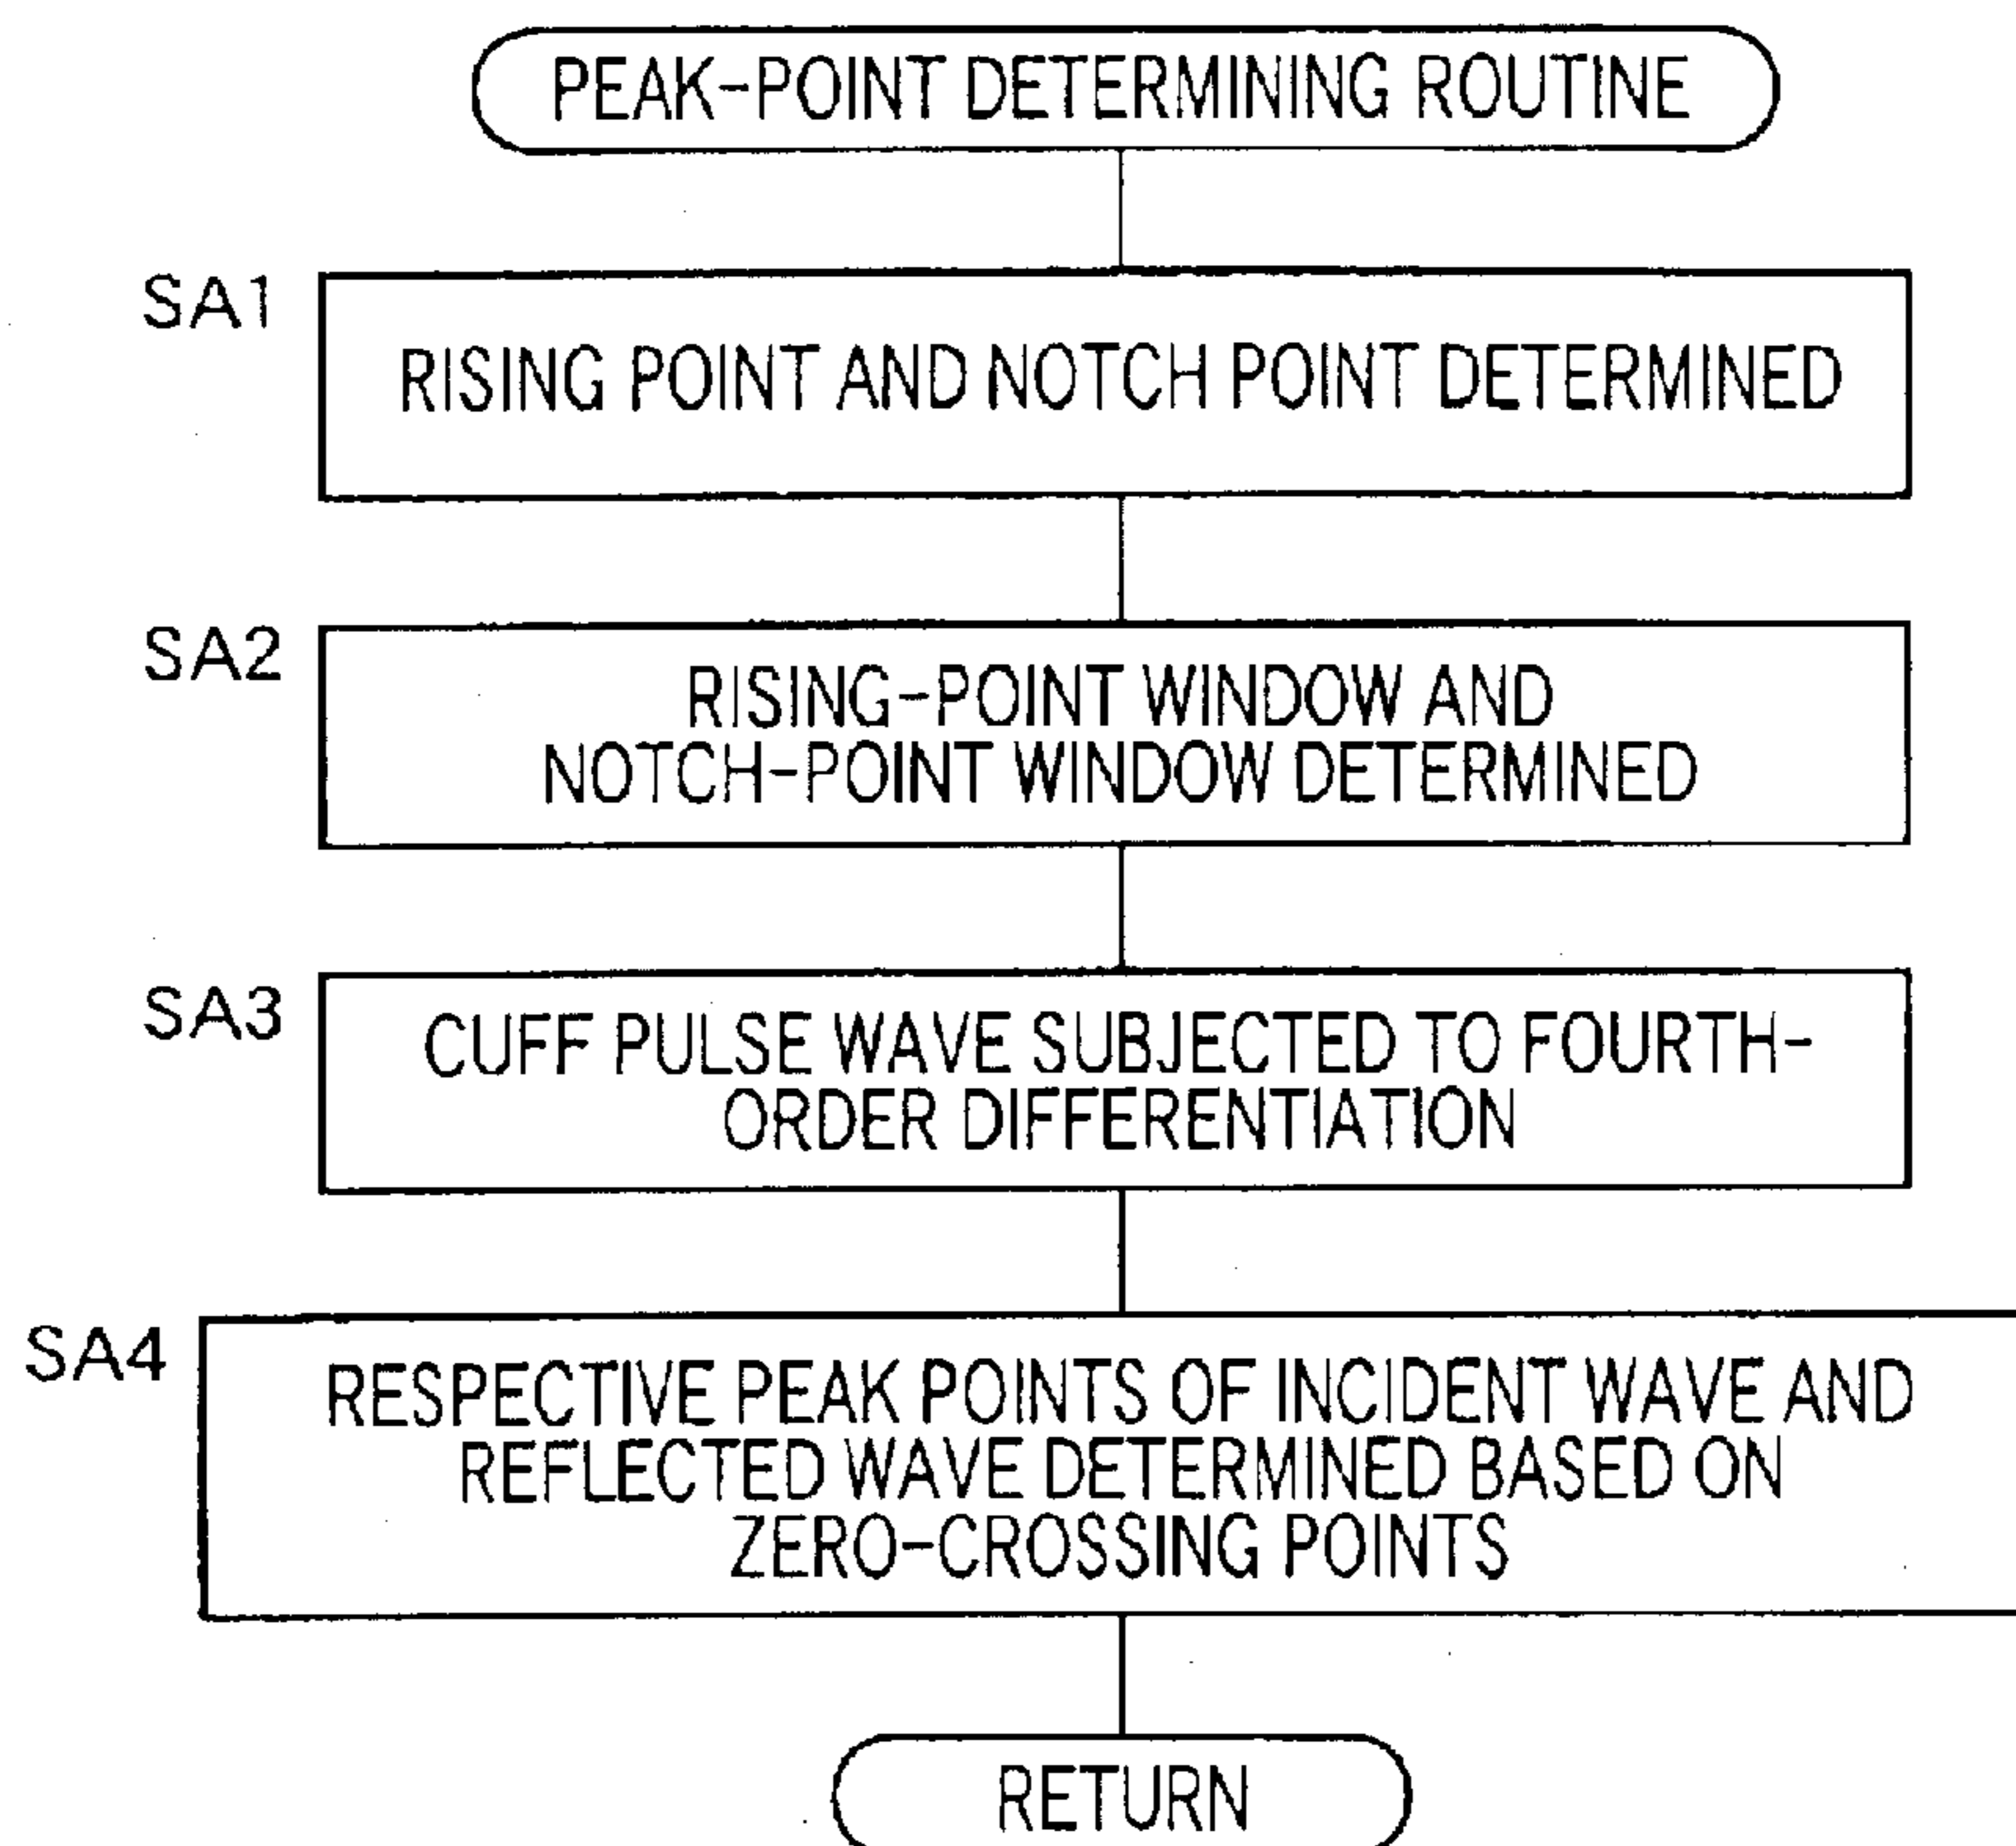 PEAK-POINT DETERMINING ROUTINE
SA1
RISING POINT AND NOTCH POINT DETERMINED
SA2
RISING-POINT WINDOW AND
NOTCH-POINT WINDOW DETERMINED
SA3
CUFF PULSE WAVE SUBJECTED TO FOURTH-
ORDER DIFFERENTIATION
SA4
RESPECTIVE PEAK POINTS OF INCIDENT WAVE AND
REFLECTED WAVE DETERMINED BASED ON
ZERO-CROSSING POINTS
RETURN